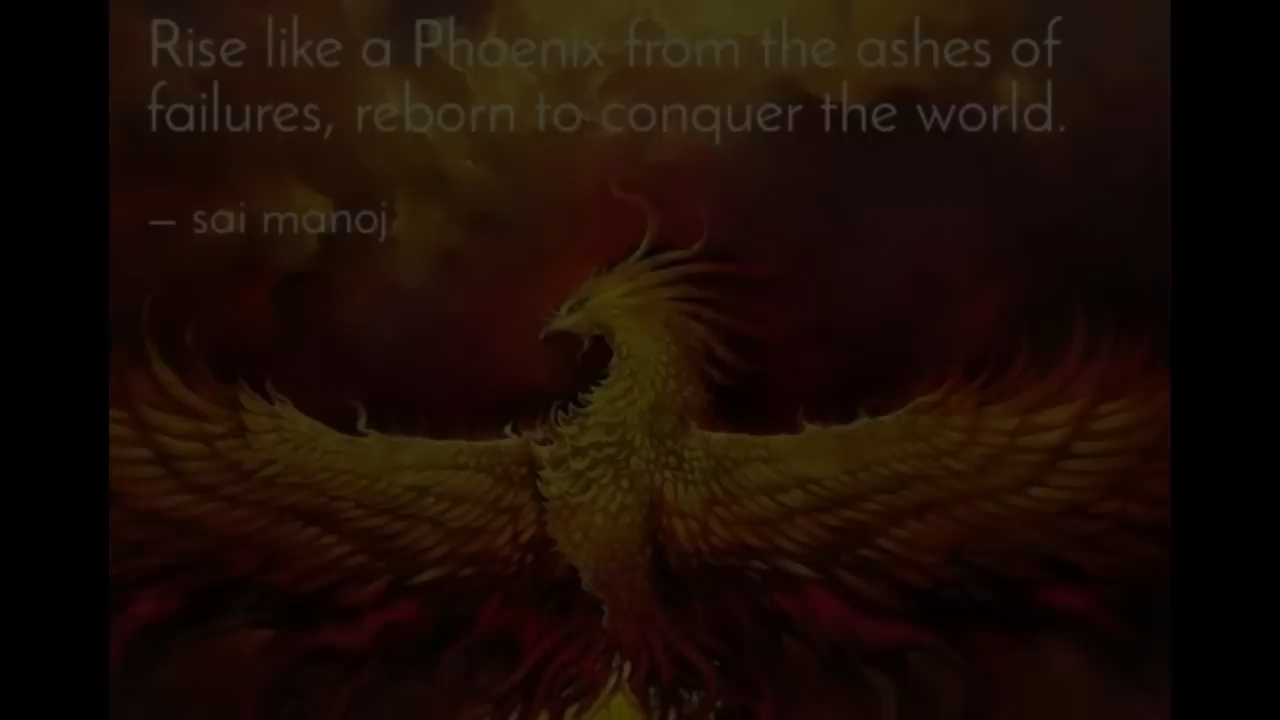 Rise like a Phoenix from the ashes of
failures, reborn to conquer the world.
– sai manoj